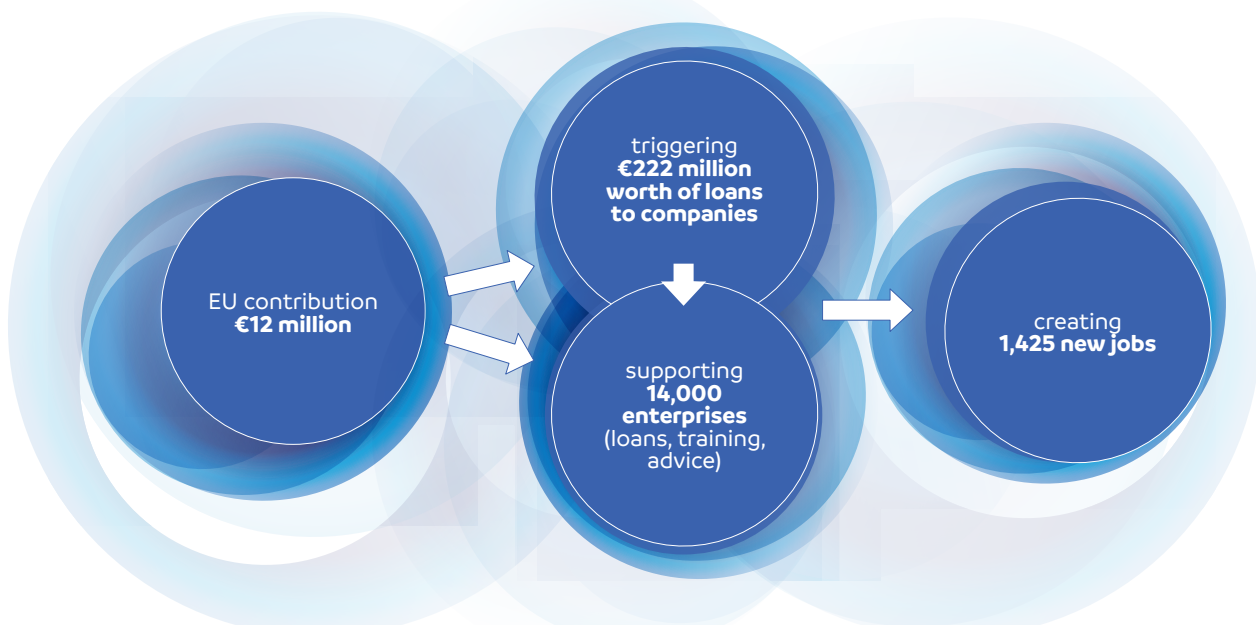 EU contribution
€12 million
triggering
€222 million
worth of loans
to companies
supporting
14,000
enterprises
(loans, training,
advice)
creating
1,425 new jobs